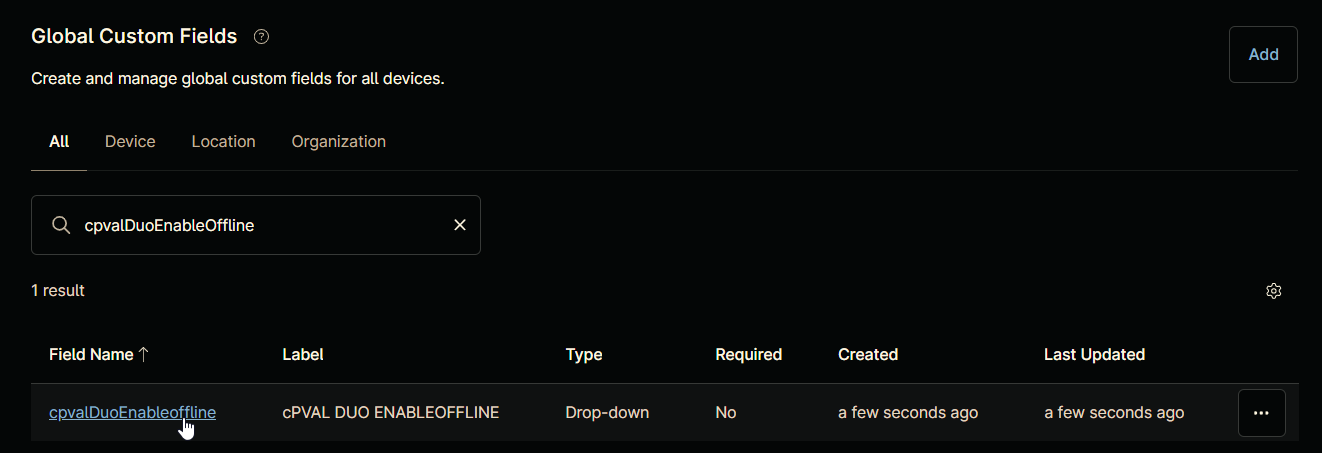 Global Custom Fields
Add
Create and manage global custom fields for all devices.
All Device Location Organization
cpvalDuoEnableOffline
1 result
Field Name ↑ Label Type Required Created Last Updated
cpvalDuoEnableoffline cPVAL DUO ENABLEOFFLINE Drop-down No a few seconds ago a few seconds ago ...